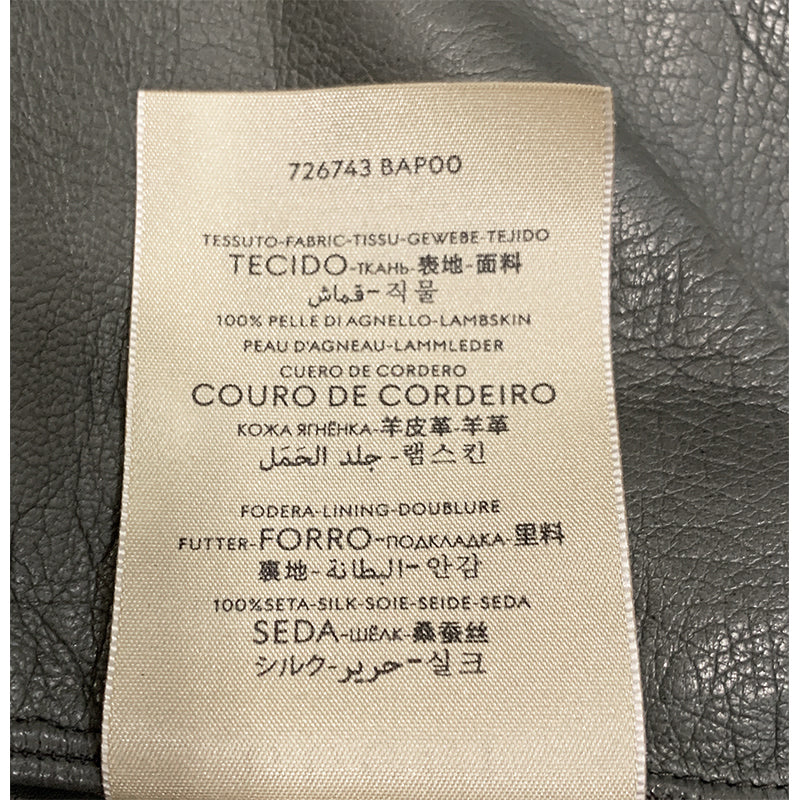 726743 BAP00
TESSUTO-FABRIC-TISSU-GEWEBE-TEJIDO
TECIDO-ТКАНЬ-表地-面料
قماش-직물
100% PELLE DI AGNELLO-LAMBSKIN
PEAU D'AGNEAU-LAMMLEDER
CUERO DE CORDERO
COURO DE CORDEIRO
КОЖА ЯГНЁНКА-羊皮革-羊革
جلد الحَمَل-램스킨
FODERA-LINING-DOUBLURE
FUTTER-FORRO-ПОДКЛАДКА-里料
裏地-البطانة-안감
100%SETA-SILK-SOIE-SEIDE-SEDA
SEDA-ШЁЛК-桑蚕丝
シルク-حرير-실크